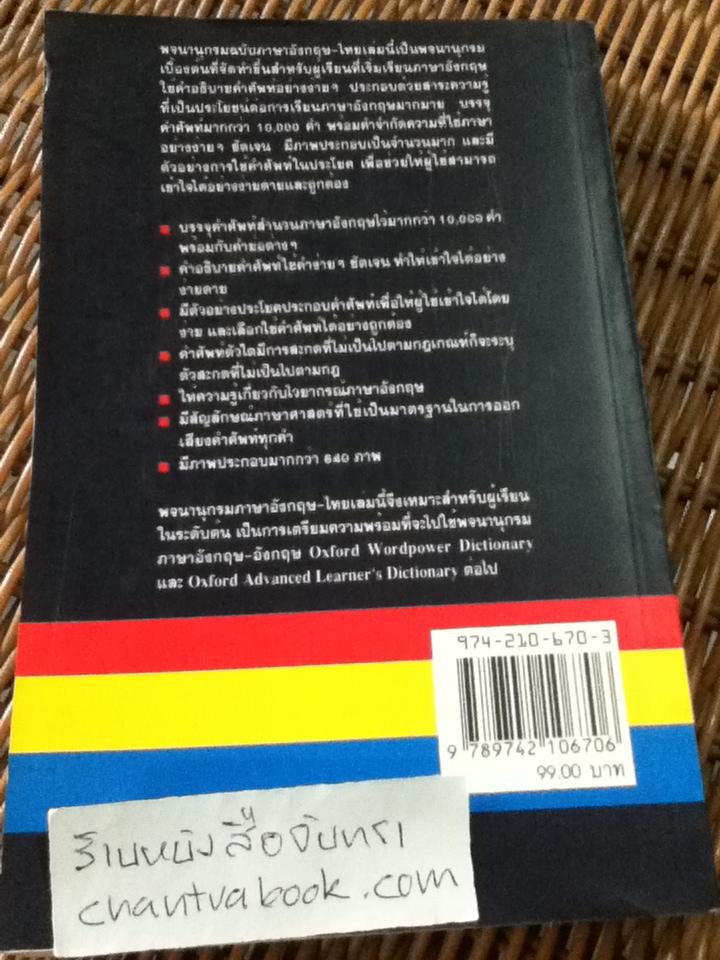 พจนานุกรมฉบับภาษาอังกฤษ-ไทยเล่มนี้เป็นพจนานุกรม
เบื้องต้นที่จัดทำขึ้นสำหรับผู้เรียนที่เริ่มเรียนภาษาอังกฤษ
ใช้คำอธิบายคำศัพท์อย่างง่ายๆ ประกอบด้วยสาระความรู้
ที่เป็นประโยชน์ต่อการเรียนภาษาอังกฤษมากมาย บรรจุ
คำศัพท์มากกว่า 10,000 คำ พร้อมคำจำกัดความที่ใช้ภาษา
อย่างง่ายๆ ชัดเจน มีภาพประกอบเป็นจำนวนมาก และมี
ตัวอย่างการใช้คำศัพท์ในประโยค เพื่อช่วยให้ผู้ใช้สามารถ
เข้าใจได้อย่างง่ายดายและถูกต้อง
บรรจุคำศัพท์สำนวนภาษาอังกฤษไว้มากกว่า 10,000 คำ
พร้อมกับคำย่อต่างๆ
คำอธิบายคำศัพท์ใช้คำง่ายๆ ชัดเจน ทำให้เข้าใจได้อย่าง
ง่ายดาย
มีตัวอย่างประโยคประกอบคำศัพท์เพื่อให้ผู้ใช้เข้าใจได้โดย
ง่าย และเลือกใช้คำศัพท์ได้อย่างถูกต้อง
คำศัพท์ตัวใดมีการสะกดที่ไม่เป็นไปตามกฎเกณฑ์ก็จะระบุ
ตัวสะกดที่ไม่เป็นไปตามกฎ
ให้ความรู้เกี่ยวกับไวยากรณ์ภาษาอังกฤษ
มีสัญลักษณ์ภาษาศาสตร์ที่ใช้เป็นมาตรฐานในการออก
เสียงคำศัพท์ทุกคำ
มีภาพประกอบมากกว่า 840 ภาพ
พจนานุกรมภาษาอังกฤษ-ไทยเล่มนี้จึงเหมาะสำหรับผู้เรียน
ในระดับต้น เป็นการเตรียมความพร้อมที่จะไปใช้พจนานุกรม
ภาษาอังกฤษ-อังกฤษ Oxford Wordpower Dictionary
และ Oxford Advanced Learner's Dictionary ต่อไป
974-210-670-3
9 789742 106706
99.00 บาท
ร้านหนังสือจันทรา
chantrabook.com